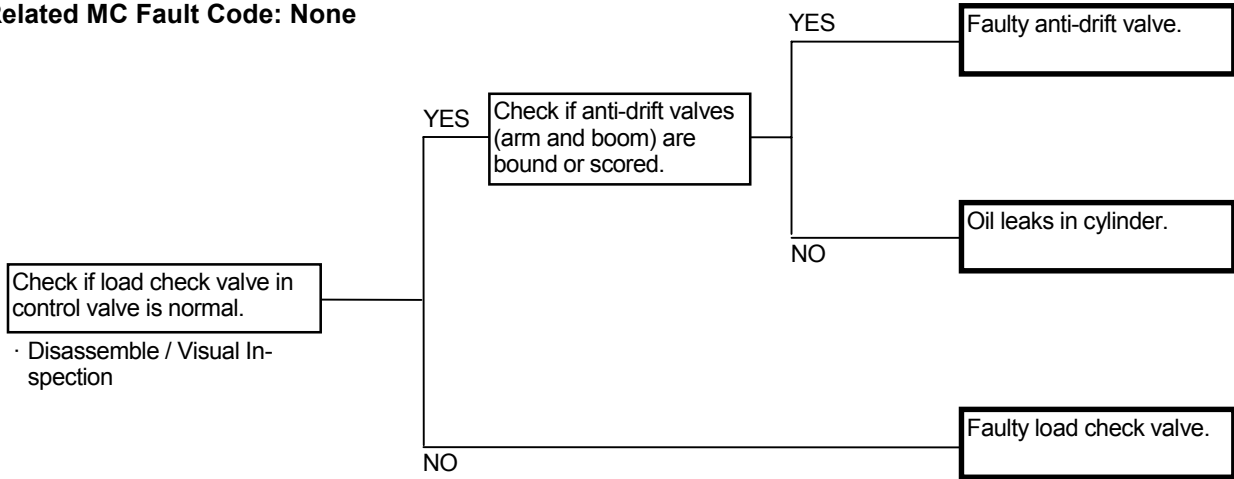 elated MC Fault Code: None
YES
Faulty anti-drift valve.
YES
Check if anti-drift valves
(arm and boom) are
bound or scored.
Oil leaks in cylinder.
NO
Check if load check valve in
control valve is normal.
· Disassemble / Visual In-
spection
Faulty load check valve.
NO